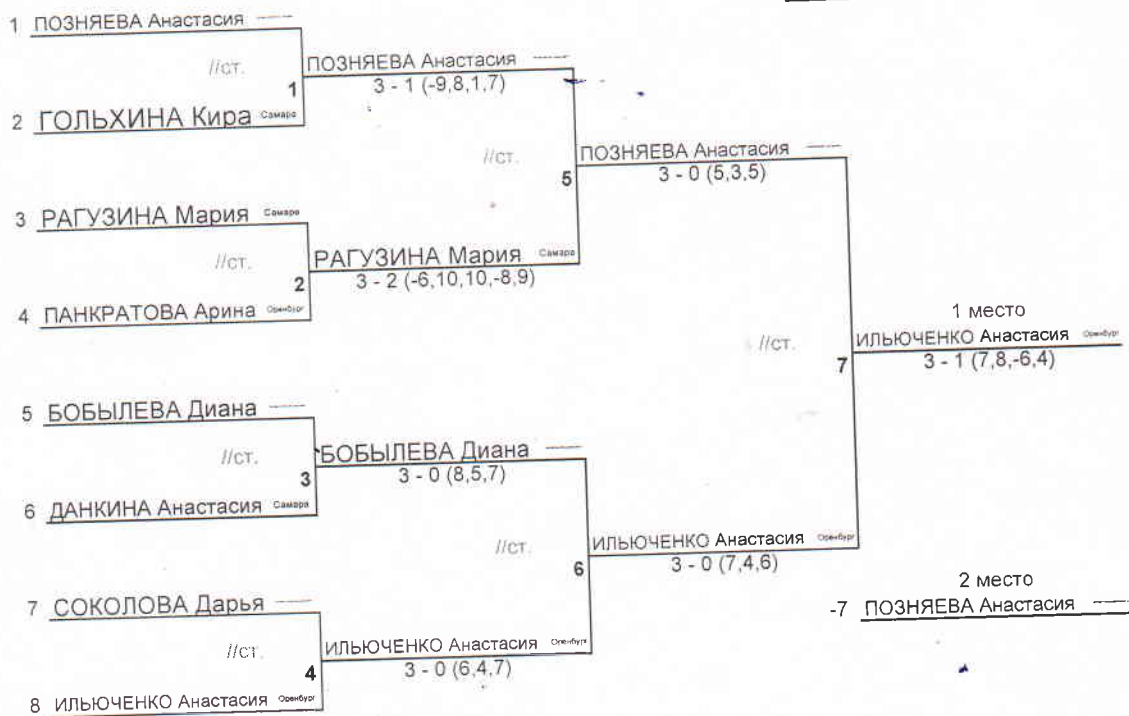 1 ПОЗНЯЕВА Анастасия
//ст.
1
ПОЗНЯЕВА Анастасия
3 - 1 (-9,8,1,7)
2 ГОЛЬХИНА Кира Самара
//ст.
5
ПОЗНЯЕВА Анастасия
3 - 0 (5,3,5)
3 РАГУЗИНА Мария Самара
//ст.
2
РАГУЗИНА Мария Самара
3 - 2 (-6,10,10,-8,9)
4 ПАНКРАТОВА Арина Оренбург
//ст.
7
1 место
ИЛЬЮЧЕНКО Анастасия Оренбург
3 - 1 (7,8,-6,4)
5 БОБЫЛЕВА Диана
//ст.
3
БОБЫЛЕВА Диана
3 - 0 (8,5,7)
6 ДАНКИНА Анастасия Самара
//ст.
6
ИЛЬЮЧЕНКО Анастасия Оренбург
3 - 0 (7,4,6)
7 СОКОЛОВА Дарья
//ст.
4
ИЛЬЮЧЕНКО Анастасия Оренбург
3 - 0 (6,4,7)
8 ИЛЬЮЧЕНКО Анастасия Оренбург
2 место
-7 ПОЗНЯЕВА Анастасия